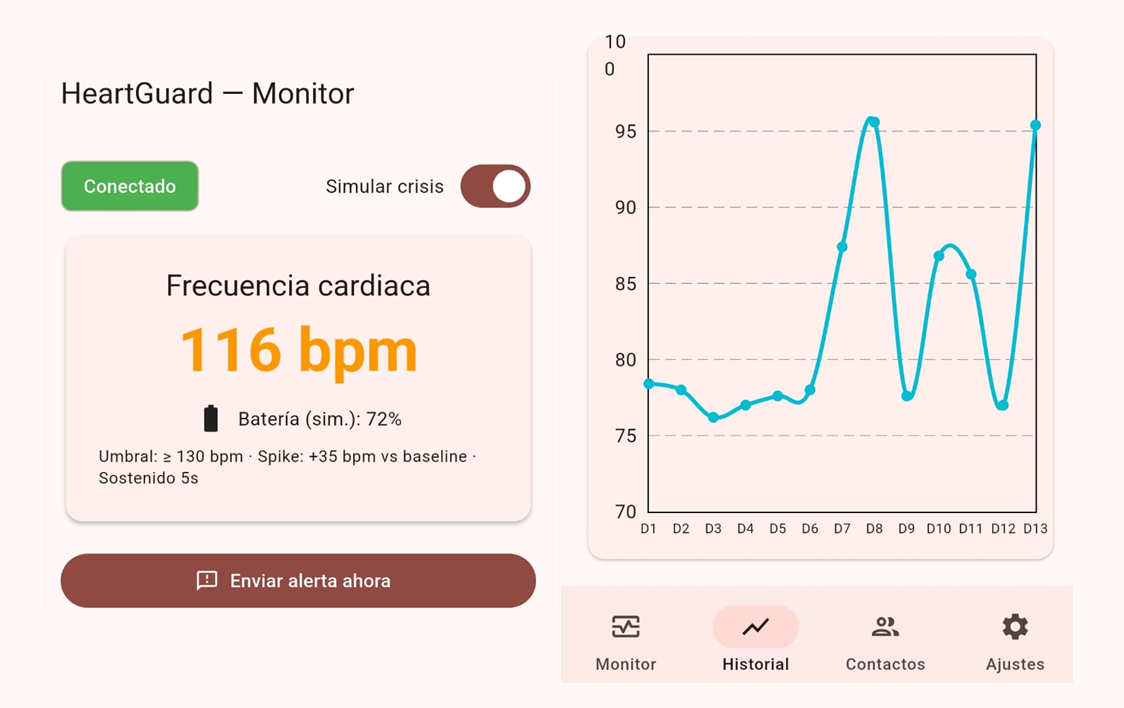 HeartGuard — Monitor
Conectado
Simular crisis
Frecuencia cardiaca
116 bpm
Batería (sim.): 72%
Umbral: ≥ 130 bpm · Spike: +35 bpm vs baseline ·
Sostenido 5s
Enviar alerta ahora
10
0
95
90
85
80
75
70
D1 D2 D3 D4 D5 D6 D7 D8 D9 D10 D11 D12 D13
Monitor Historial Contactos Ajustes